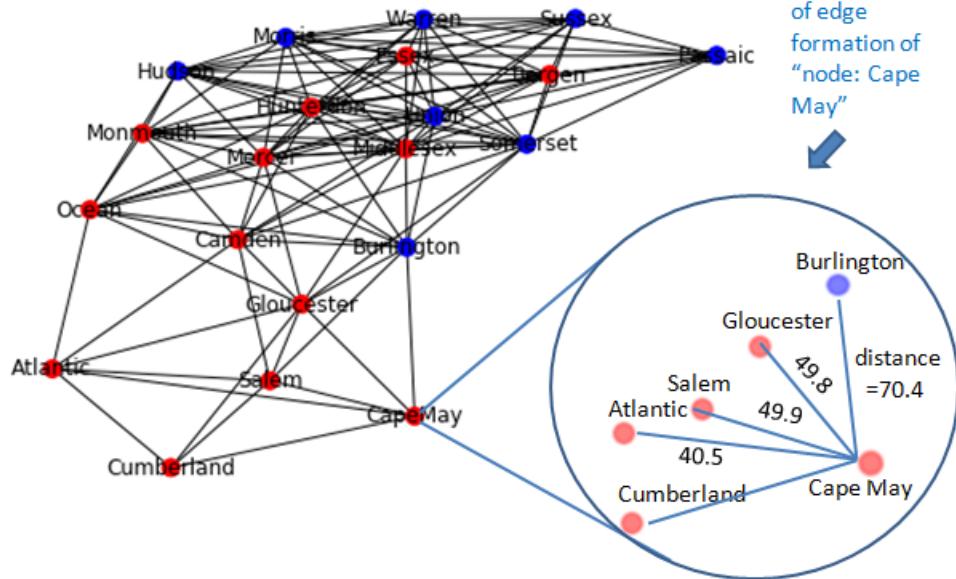 Warren
Sussex
Morris
Essex
Passaic
Hudson
Bergen
Hunterdon
Union
Monmouth
Mercer
Middlesex
Somerset
Ocean
Camden
Burlington
Gloucester
Atlantic
Salem
CapeMay
Cumberland
of edge
formation of
“node: Cape
May”
Burlington
Gloucester
distance
=70.4
49.8
Salem
49.9
Atlantic
40.5
Cumberland
Cape May